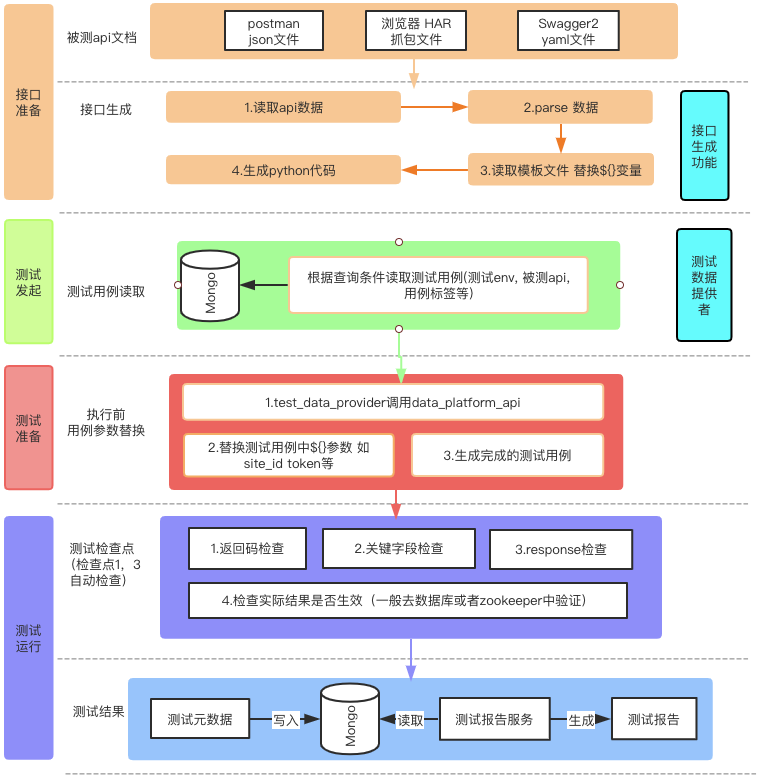 被测api文档
postman
json文件
浏览器 HAR
抓包文件
Swagger2
yaml文件
接口
准备
接口生成
1.读取api数据
2.parse 数据
4.生成python代码
3.读取模板文件 替换${}变量
接口
生成
功能
测试
发起
测试用例读取
Mongo
根据查询条件读取测试用例(测试env, 被测api,
用例标签等)
测试
数据
提供
者
测试
准备
执行前
用例参数替换
1.test_data_provider调用data_platform_api
2.替换测试用例中${}参数 如
site_id token等
3.生成完成的测试用例
测试
运行
测试检查点
(检查点1，3
自动检查)
1.返回码检查
2.关键字段检查
3.response检查
4.检查实际结果是否生效（一般去数据库或者zookeeper中验证）
测试结果
测试元数据
写入
Mongo
读取
测试报告服务
生成
测试报告